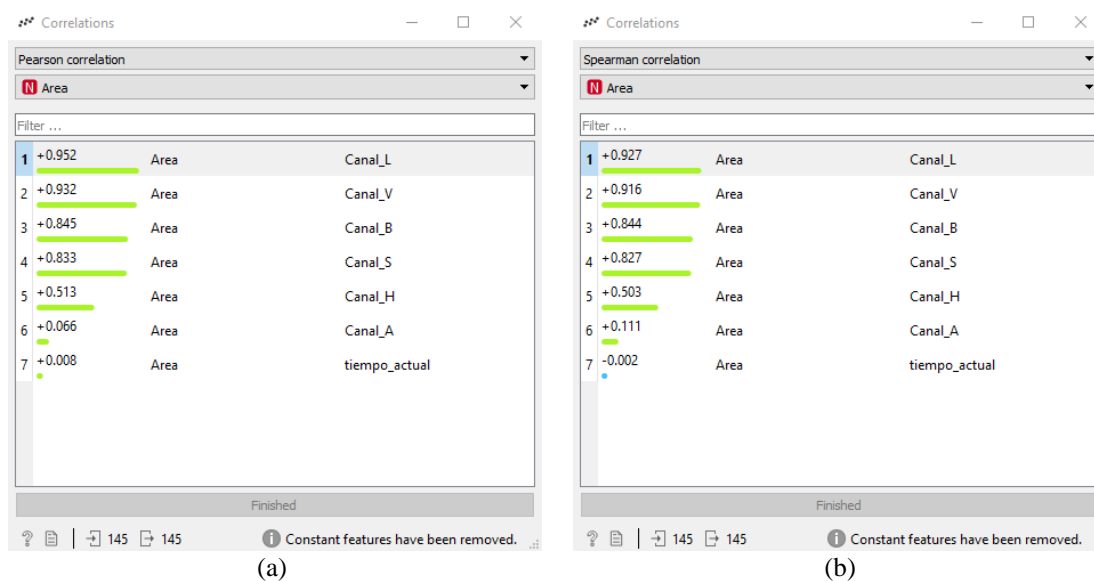 Correlations
Pearson correlation
N Area
Filter ...
1 +0.952 Area Canal_L
2 +0.932 Area Canal_V
3 +0.845 Area Canal_B
4 +0.833 Area Canal_S
5 +0.513 Area Canal_H
6 +0.066 Area Canal_A
7 +0.008 Area tiempo_actual
Finished
? 145 145 Constant features have been removed.
(a)
Correlations
Spearman correlation
N Area
Filter ...
1 +0.927 Area Canal_L
2 +0.916 Area Canal_V
3 +0.844 Area Canal_B
4 +0.827 Area Canal_S
5 +0.503 Area Canal_H
6 +0.111 Area Canal_A
7 -0.002 Area tiempo_actual
Finished
? 145 145 Constant features have been removed.
(b)